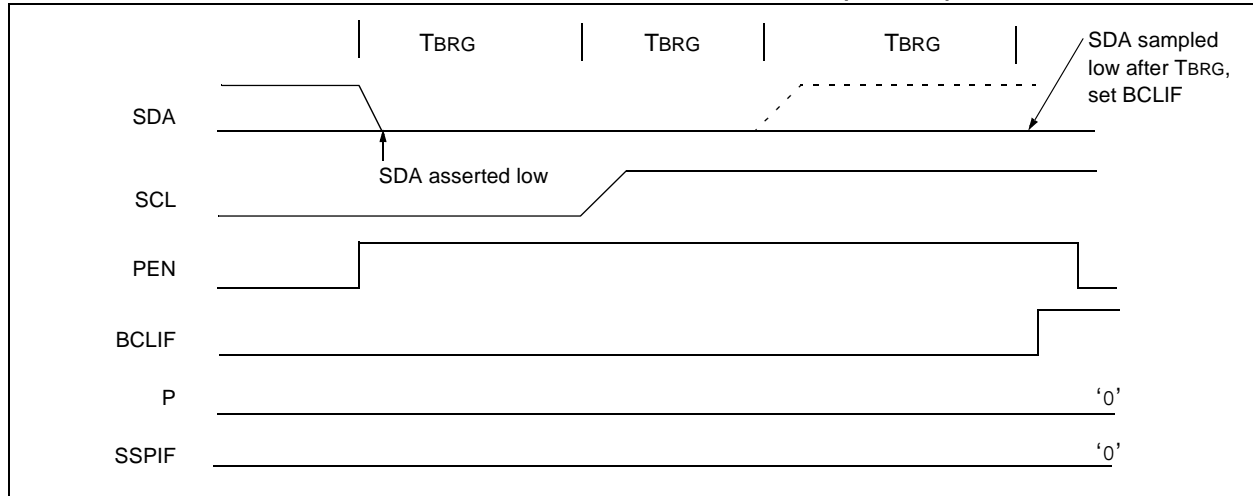 TBRG TBRG TBRG
SDA sampled
low after TBRG,
set BCLIF
SDA
SDA asserted low
SCL
PEN
BCLIF
P
‘0’
SSPIF
‘0’